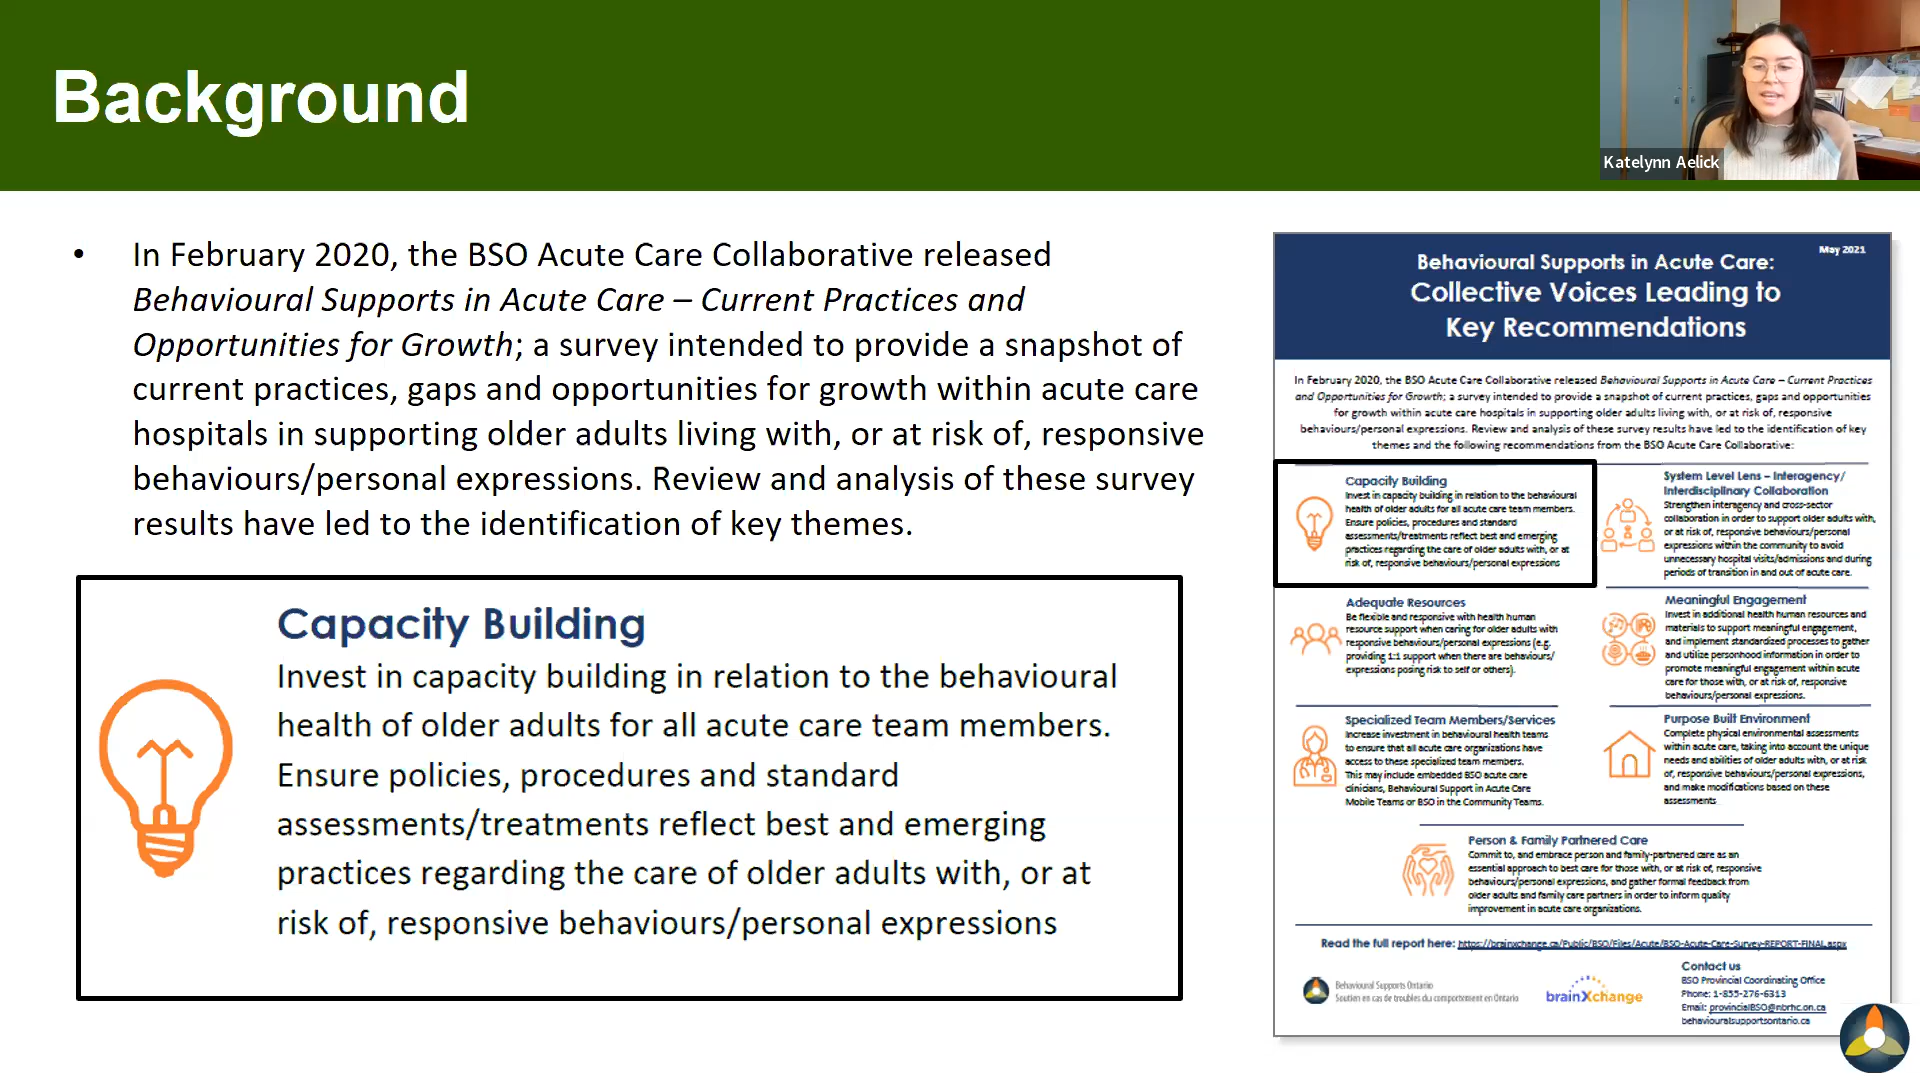 Background
Katelynn Aelick
• In February 2020, the BSO Acute Care Collaborative released
Behavioural Supports in Acute Care – Current Practices and
Opportunities for Growth; a survey intended to provide a snapshot of
current practices, gaps and opportunities for growth within acute care
hospitals in supporting older adults living with, or at risk of, responsive
behaviours/personal expressions. Review and analysis of these survey
results have led to the identification of key themes.
Capacity Building
Invest in capacity building in relation to the behavioural
health of older adults for all acute care team members.
Ensure policies, procedures and standard
assessments/treatments reflect best and emerging
practices regarding the care of older adults with, or at
risk of, responsive behaviours/personal expressions
May 2021
Behavioural Supports in Acute Care:
Collective Voices Leading to
Key Recommendations
In February 2020, the BSO Acute Care Collaborative released Behavioural Supports in Acute Care – Current Practices
and Opportunities for Growth; a survey intended to provide a snapshot of current practices, gaps and opportunities
for growth within acute care hospitals in supporting older adults living with, or at risk of, responsive
behaviours/personal expressions. Review and analysis of these survey results have led to the identification of key
themes and the following recommendations from the BSO Acute Care Collaborative:
Capacity Building
Invest in capacity building in relation to the behavioural
health of older adults for all acute care team members.
Ensure policies, procedures and standard
assessments/treatments reflect best and emerging
practices regarding the care of older adults with, or at
risk of, responsive behaviours/personal expressions
System Level Lens – Interagency/
Interdisciplinary Collaboration
Strengthen interagency and cross-sector
collaboration in order to support older adults with,
or at risk of, responsive behaviours/personal
expressions within the community to avoid
unnecessary hospital visits/admissions and during
periods of transition in and out of acute care.
Adequate Resources
Be flexible and responsive with health human
resource support when caring for older adults with
responsive behaviours/personal expressions (e.g.
providing 1:1 support when there are behaviours/
expressions posing risk to self or others).
Meaningful Engagement
Invest in additional health human resources and
materials to support meaningful engagement,
and implement standardized processes to gather
and utilize personhood information in order to
promote meaningful engagement within acute
care for those with, or at risk of, responsive
behaviours/personal expressions.
Specialized Team Members/Services
Increase investment in behavioural health teams
to ensure that all acute care organizations have
access to these specialized team members.
This may include embedded BSO acute care
clinicians, Behavioural Support in Acute Care
Mobile Teams or BSO in the Community Teams.
Purpose Built Environment
Complete physical environmental assessments
within acute care, taking into account the unique
needs and abilities of older adults with, or at risk
of, responsive behaviours/personal expressions,
and make modifications based on these
assessments
Person & Family Partnered Care
Commit to, and embrace person and family-partnered care as an
essential approach to best care for those with, or at risk of, responsive
behaviours/personal expressions, and gather formal feedback from
older adults and family care partners in order to inform quality
improvement in acute care organizations.
Read the full report here: https://brainxchange.ca/Public/BSO/Files/Acute/BSO-Acute-Care-Survey-REPORT-FINAL.aspx
Behavioural Supports Ontario
Soutien en cas de troubles du comportement en Ontario
brainXchange
Contact us
BSO Provincial Coordinating Office
Phone: 1-855-276-6313
Email: provincialBSO@nbrhc.on.ca
behaviouralsupportsontario.ca